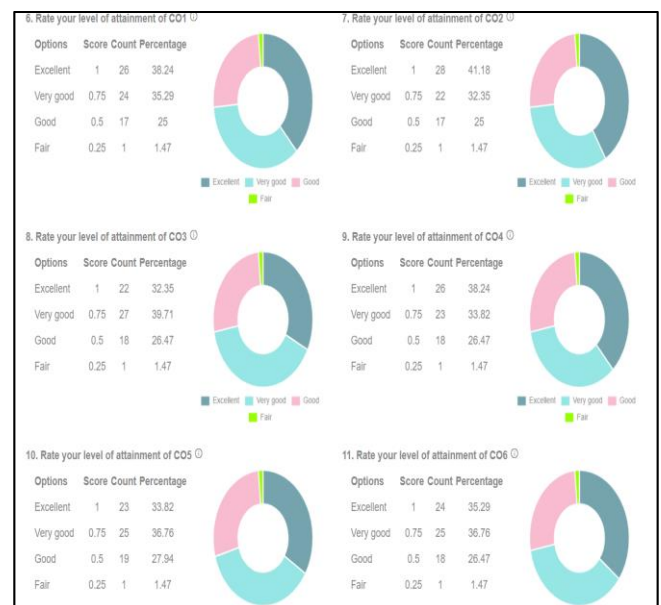 6. Rate your level of attainment of CO1 ⓘ
Options Score Count Percentage
Excellent 1 26 38.24
Very good 0.75 24 35.29
Good 0.5 17 25
Fair 0.25 1 1.47
Excellent Very good Good
Fair
7. Rate your level of attainment of CO2 ⓘ
Options Score Count Percentage
Excellent 1 28 41.18
Very good 0.75 22 32.35
Good 0.5 17 25
Fair 0.25 1 1.47
Excellent Very good Good
Fair
8. Rate your level of attainment of CO3 ⓘ
Options Score Count Percentage
Excellent 1 22 32.35
Very good 0.75 27 39.71
Good 0.5 18 26.47
Fair 0.25 1 1.47
Excellent Very good Good
Fair
9. Rate your level of attainment of CO4 ⓘ
Options Score Count Percentage
Excellent 1 26 38.24
Very good 0.75 23 33.82
Good 0.5 18 26.47
Fair 0.25 1 1.47
Excellent Very good Good
Fair
10. Rate your level of attainment of CO5 ⓘ
Options Score Count Percentage
Excellent 1 23 33.82
Very good 0.75 25 36.76
Good 0.5 19 27.94
Fair 0.25 1 1.47
11. Rate your level of attainment of CO6 ⓘ
Options Score Count Percentage
Excellent 1 24 35.29
Very good 0.75 25 36.76
Good 0.5 18 26.47
Fair 0.25 1 1.47